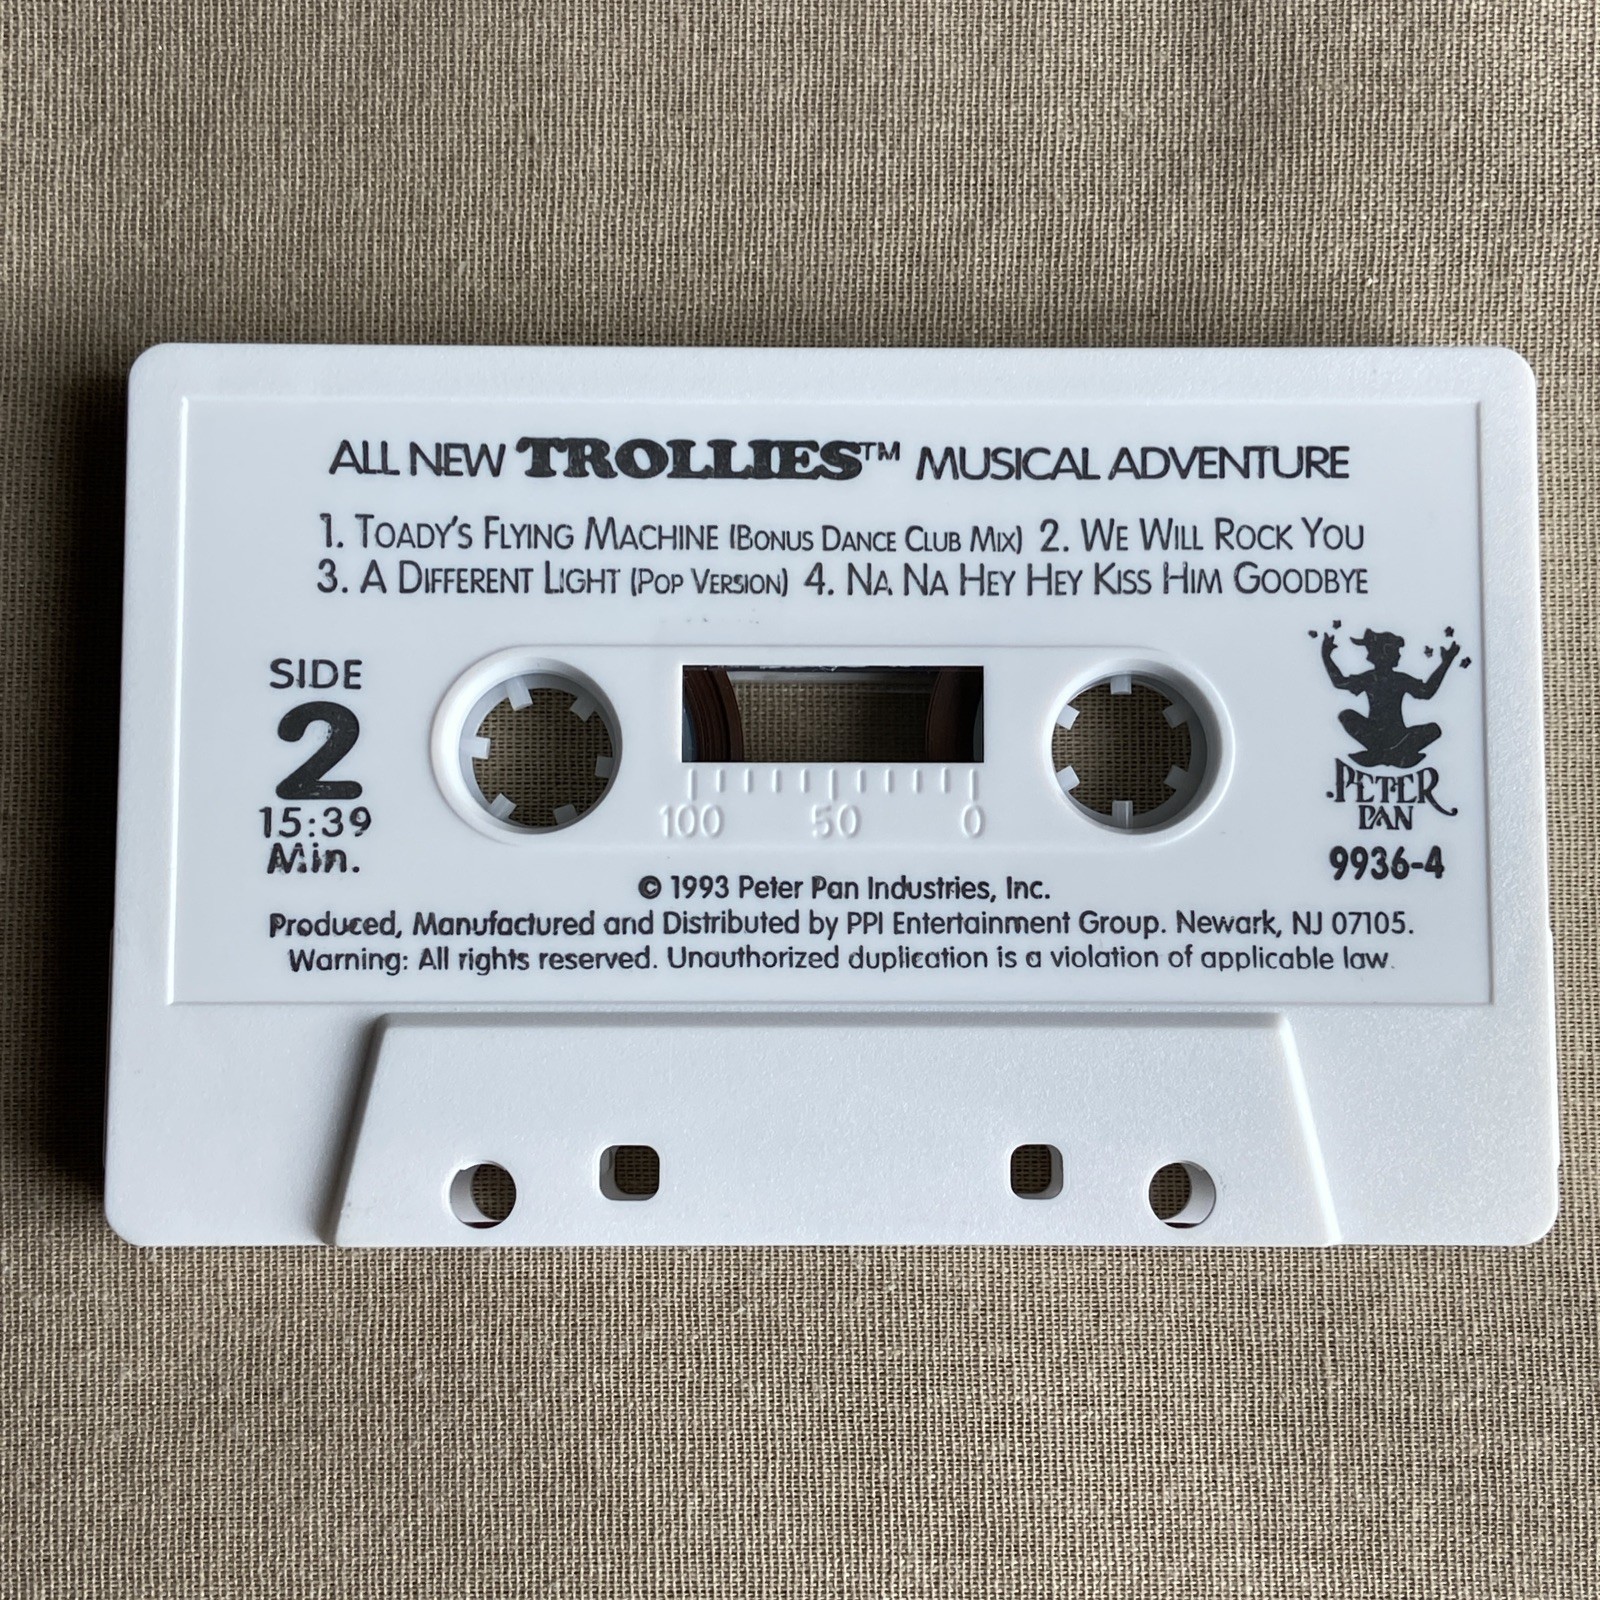 ALL NEW TROLLIES™ MUSICAL ADVENTURE
1. TOADY'S FLYING MACHINE (BONUS DANCE CLUB MIX) 2. WE WILL ROCK YOU
3. A DIFFERENT LIGHT (POP VERSION) 4. NA NA HEY HEY KISS HIM GOODBYE
SIDE
2
15:39
Min.
100 50 0
PETER
PAN
9936-4
© 1993 Peter Pan Industries, Inc.
Produced, Manufactured and Distributed by PPI Entertainment Group. Newark, NJ 07105.
Warning: All rights reserved. Unauthorized duplication is a violation of applicable law.